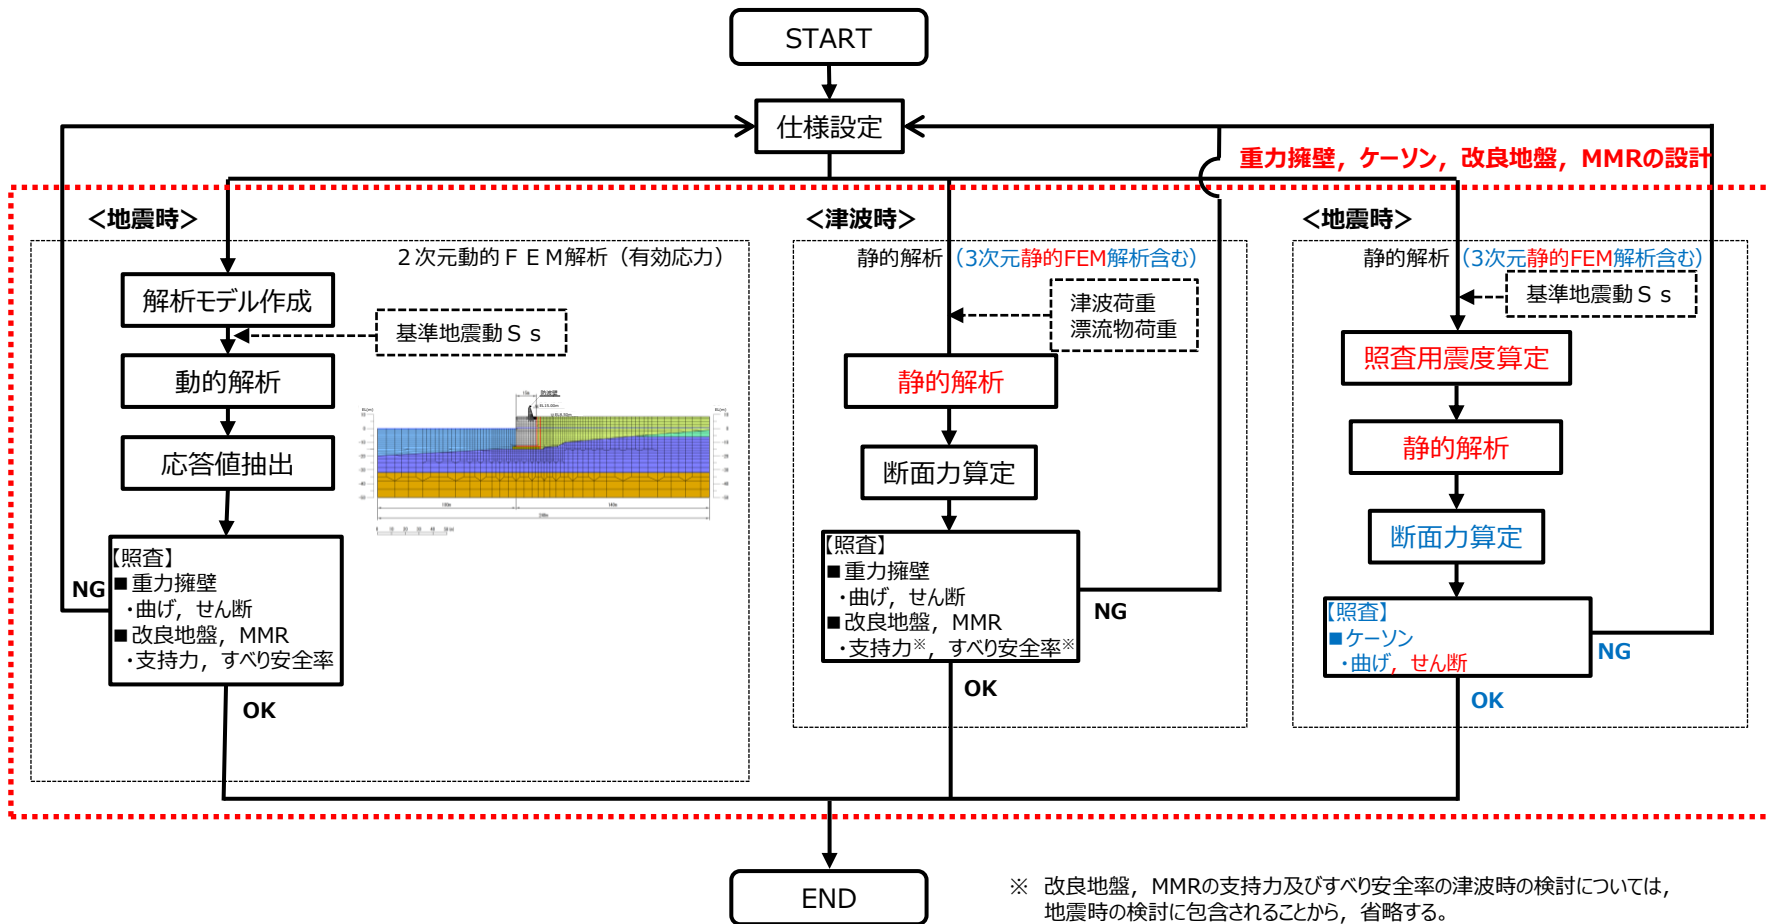 START
仕様設定
重力擁壁，ケーソン，改良地盤，MMRの設計
＜地震時＞
２次元動的ＦＥＭ解析（有効応力）
解析モデル作成
基準地震動Ｓｓ
動的解析
応答値抽出
【照査】
■重力擁壁
・曲げ，せん断
■改良地盤，MMR
・支持力，すべり安全率
NG
OK
防波壁
＜津波時＞
静的解析（3次元静的FEM解析含む）
津波荷重
漂流物荷重
静的解析
断面力算定
【照査】
■重力擁壁
・曲げ，せん断
■改良地盤，MMR
・支持力※，すべり安全率※
NG
OK
＜地震時＞
静的解析（3次元静的FEM解析含む）
基準地震動Ｓｓ
照査用震度算定
静的解析
断面力算定
【照査】
■ケーソン
・曲げ，せん断
NG
OK
END
※　改良地盤，MMRの支持力及びすべり安全率の津波時の検討については，
地震時の検討に包含されることから，省略する。